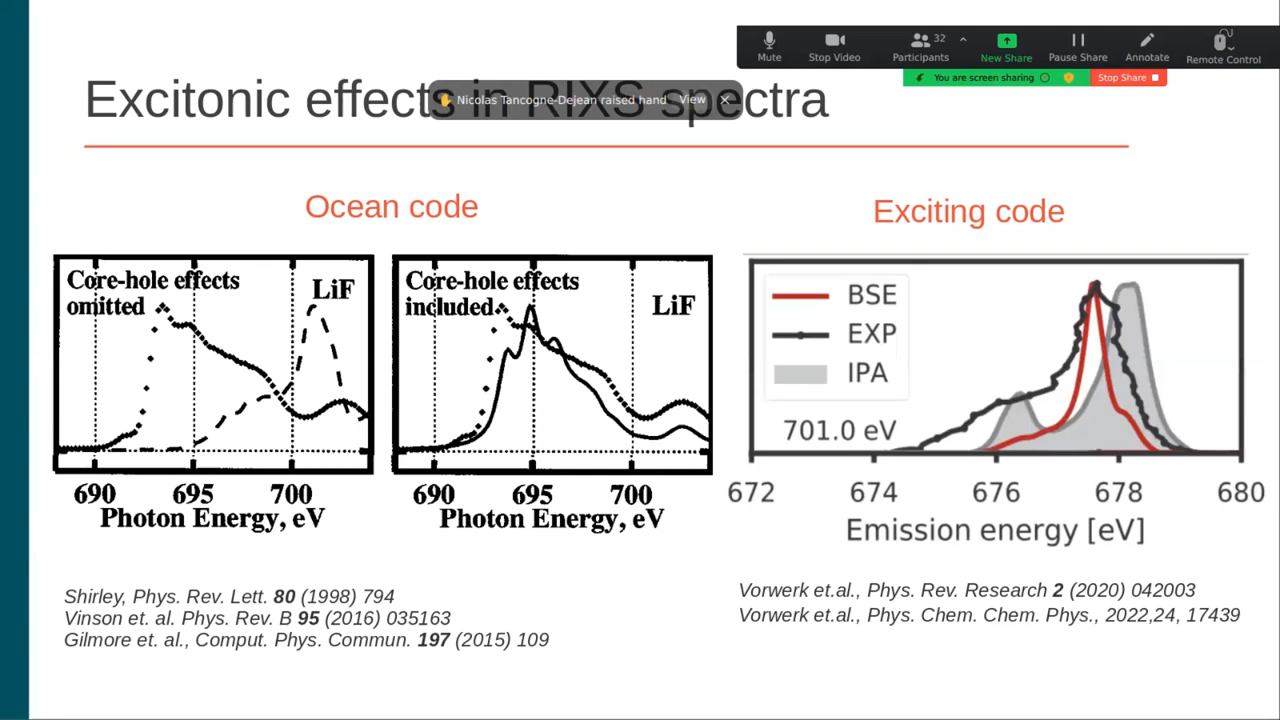 32
Mute
Stop Video
Participants
New Share
Pause Share
Annotate
Remote Control
You are screen sharing
Stop Share
Excitonic effects in RIXS spectra
Nicolas Tancogne-Dejean raised hand View
Ocean code
Exciting code
Core-hole effects
omitted
LiF
690 695 700
Photon Energy, eV
Core-hole effects
included
LiF
690 695 700
Photon Energy, eV
BSE
EXP
IPA
701.0 eV
672 674 676 678 680
Emission energy [eV]
Shirley, Phys. Rev. Lett. 80 (1998) 794
Vinson et. al. Phys. Rev. B 95 (2016) 035163
Gilmore et. al., Comput. Phys. Commun. 197 (2015) 109
Vorwerk et.al., Phys. Rev. Research 2 (2020) 042003
Vorwerk et.al., Phys. Chem. Chem. Phys., 2022,24, 17439